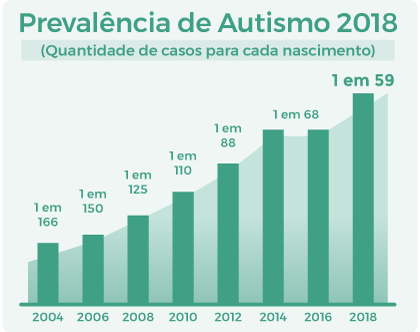 Prevalência de Autismo 2018
(Quantidade de casos para cada nascimento)
1 em
166
1 em
150
1 em
125
1 em
110
1 em
88
1 em 68
1 em 59
2004 2006 2008 2010 2012 2014 2016 2018